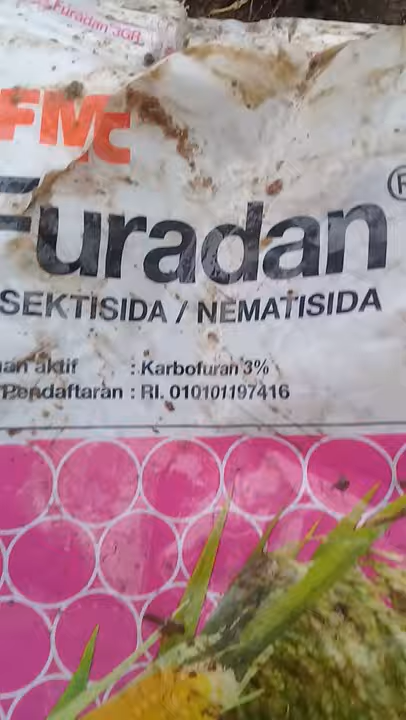 Furadan 3GR
FMC
Furadan ®
SEKTISIDA / NEMATISIDA
an aktif : Karbofuran 3%
Pendaftaran : RI. 010101197416